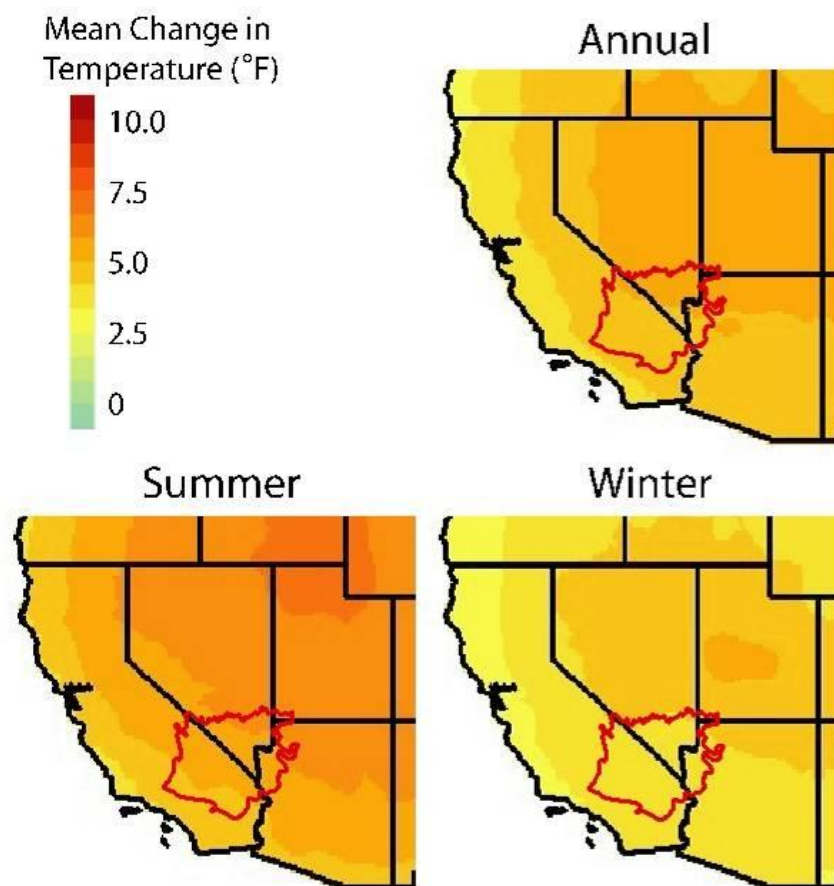 Mean Change in
Temperature (°F)
10.0
7.5
5.0
2.5
0
Annual
Summer
Winter